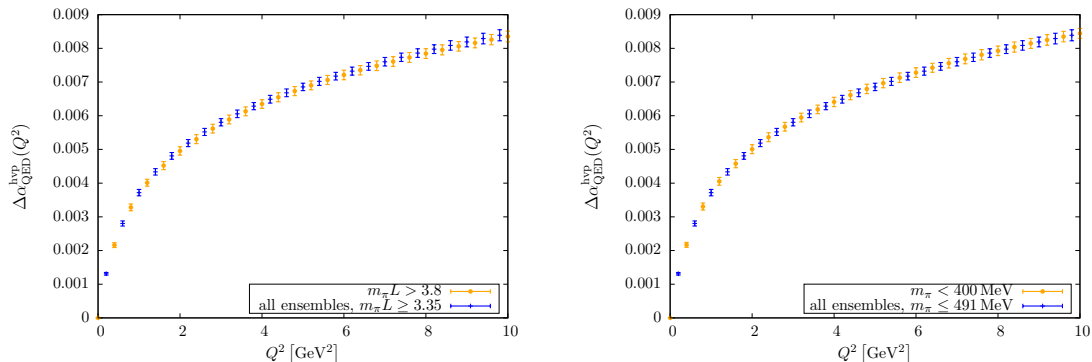 0.009
0.008
0.007
0.006
0.005
0.004
0.003
0.002
0.001
0
Δα^hvp_QED(Q²)
m_πL > 3.8
all ensembles, m_πL ≥ 3.35
0 2 4 6 8 10
Q² [GeV²]
0.009
0.008
0.007
0.006
0.005
0.004
0.003
0.002
0.001
0
Δα^hvp_QED(Q²)
m_π < 400 MeV
all ensembles, m_π ≤ 491 MeV
0 2 4 6 8 10
Q² [GeV²]